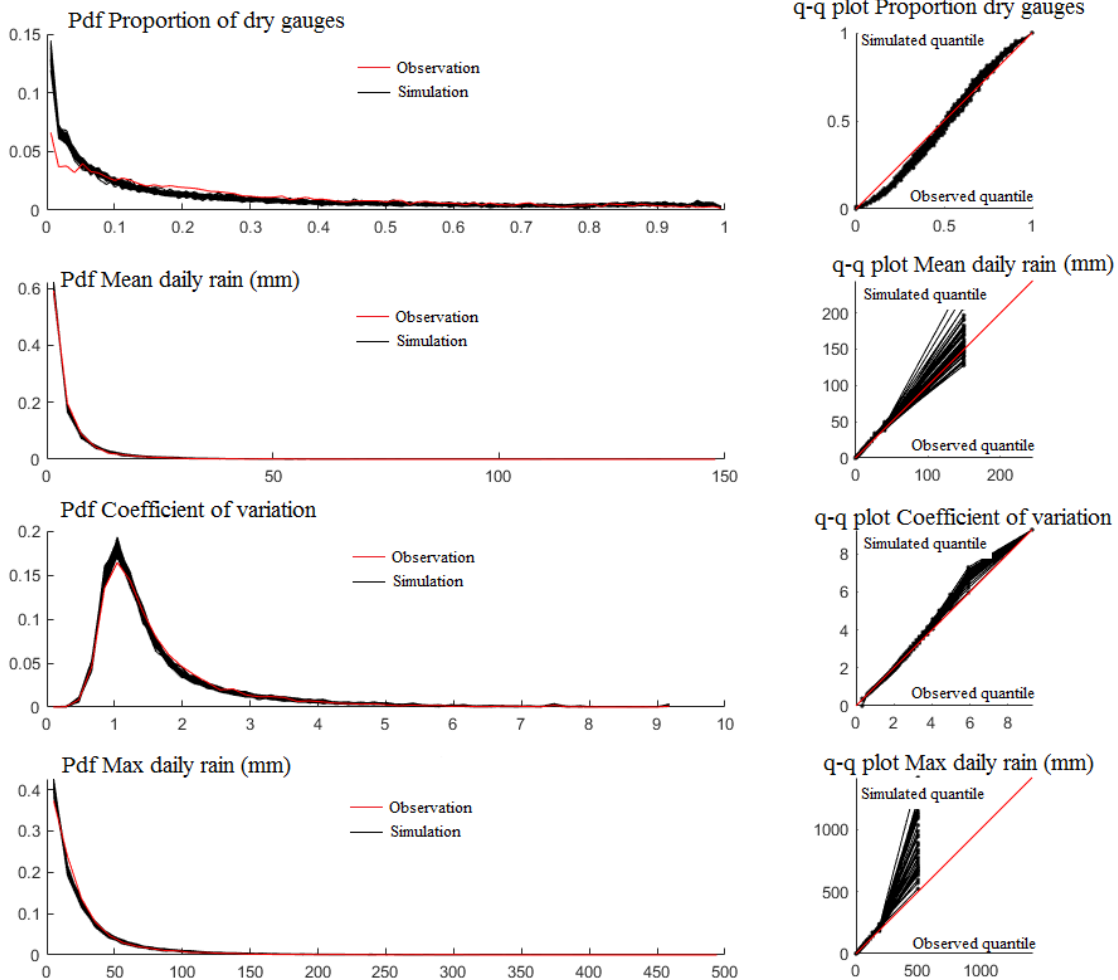 Pdf Proportion of dry gauges
0.15
0.1
0.05
0
Observation
Simulation
0 0.1 0.2 0.3 0.4 0.5 0.6 0.7 0.8 0.9 1
q-q plot Proportion dry gauges
1
0.5
0
Simulated quantile
Observed quantile
0 0.5 1
Pdf Mean daily rain (mm)
0.6
0.4
0.2
0
Observation
Simulation
0 50 100 150
q-q plot Mean daily rain (mm)
Simulated quantile
200
150
100
50
0
Observed quantile
0 100 200
Pdf Coefficient of variation
0.2
0.15
0.1
0.05
0
Observation
Simulation
0 1 2 3 4 5 6 7 8 9 10
q-q plot Coefficient of variation
Simulated quantile
8
6
4
2
0
Observed quantile
0 2 4 6 8
Pdf Max daily rain (mm)
0.4
0.3
0.2
0.1
0
Observation
Simulation
0 50 100 150 200 250 300 350 400 450 500
q-q plot Max daily rain (mm)
Simulated quantile
1000
500
0
Observed quantile
0 500 1000